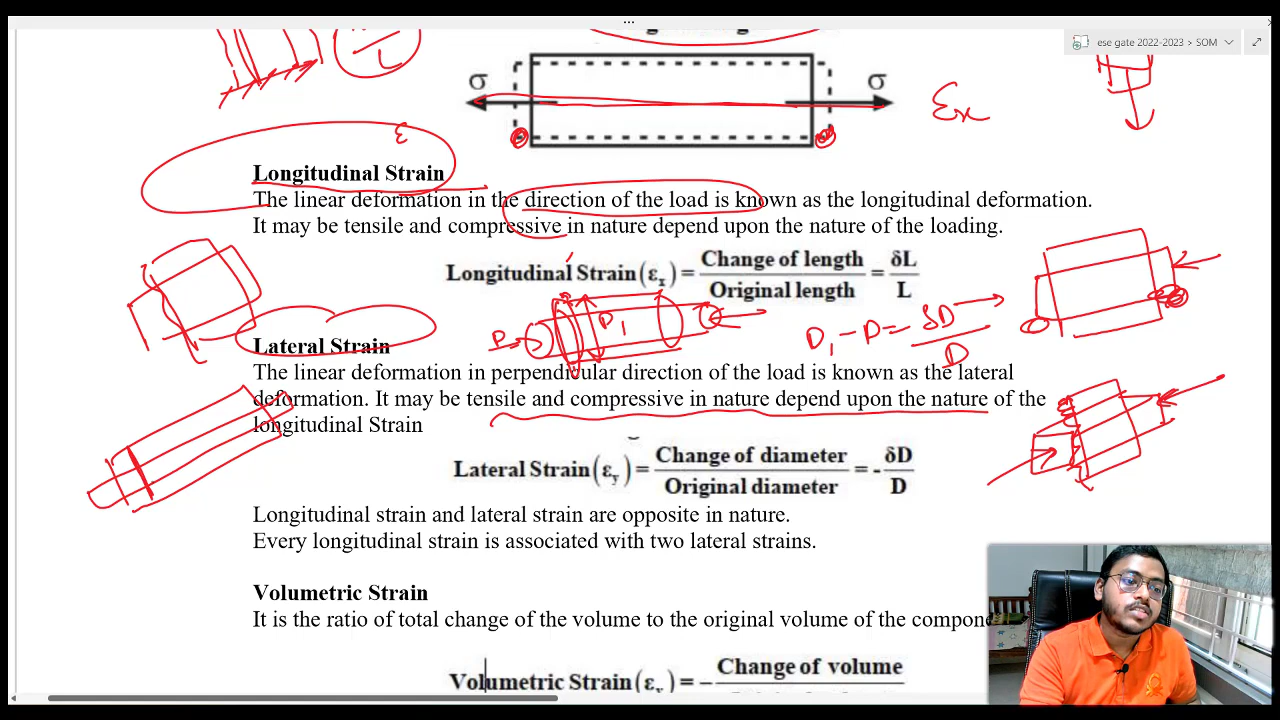 ese gate 2022-2023 > SOM
σ
σ
Ɛx
ε
Longitudinal Strain
The linear deformation in the direction of the load is known as the longitudinal deformation.
It may be tensile and compressive in nature depend upon the nature of the loading.
Longitudinal Strain(εx) = Change of length / Original length = δL / L
P
D1
D1 - D = δD / D
Lateral Strain
The linear deformation in perpendicular direction of the load is known as the lateral
deformation. It may be tensile and compressive in nature depend upon the nature of the
longitudinal Strain
Lateral Strain(εy) = Change of diameter / Original diameter = - δD / D
Longitudinal strain and lateral strain are opposite in nature.
Every longitudinal strain is associated with two lateral strains.
Volumetric Strain
It is the ratio of total change of the volume to the original volume of the compone
Volumetric Strain(εv) = - Change of volume